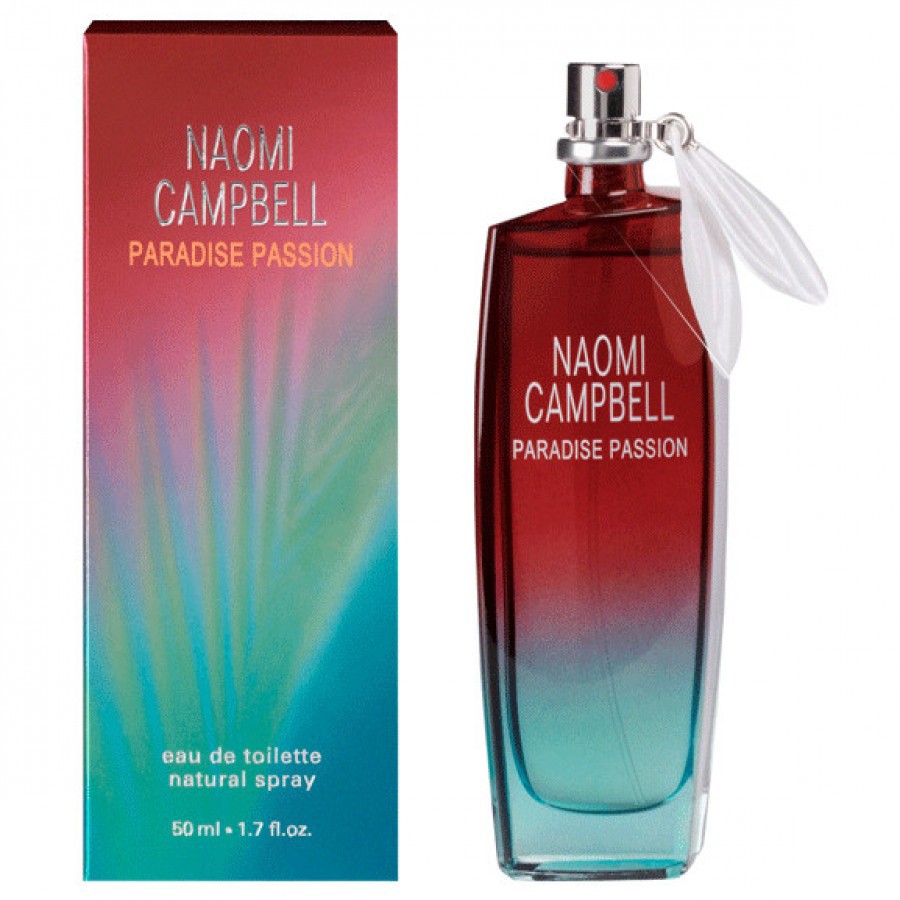 NAOMI
CAMPBELL
PARADISE PASSION
eau de toilette
natural spray
50 ml • 1.7 fl.oz.
NAOMI
CAMPBELL
PARADISE PASSION